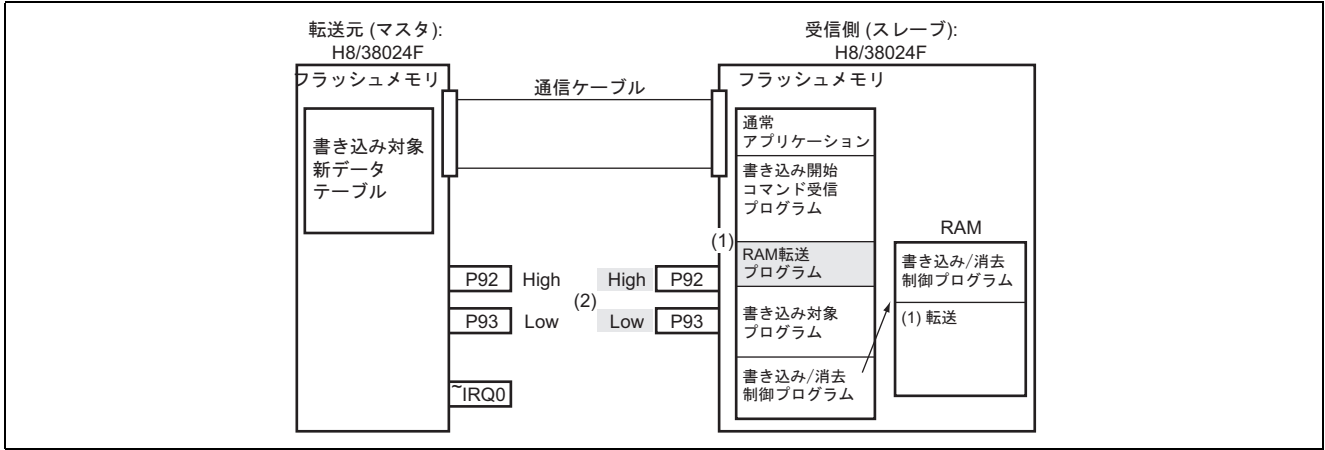 転送元 (マスタ):
H8/38024F
フラッシュメモリ
書き込み対象
新データ
テーブル
通信ケーブル
P92
High
P93
Low
~IRQ0
(2)
受信側 (スレーブ):
H8/38024F
フラッシュメモリ
通常
アプリケーション
書き込み開始
コマンド受信
プログラム
(1)
RAM転送
プログラム
High
P92
Low
P93
書き込み対象
プログラム
書き込み/消去
制御プログラム
RAM
書き込み/消去
制御プログラム
(1) 転送